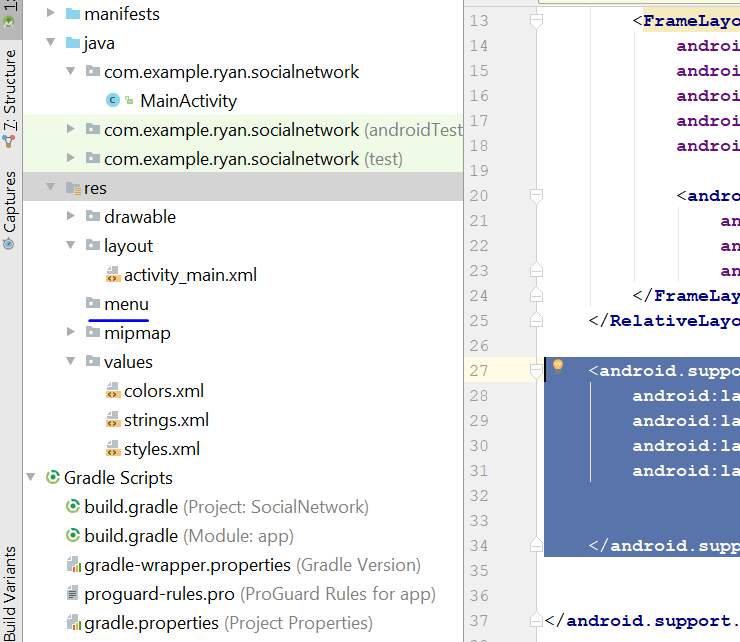 1:
Z: Structure
Captures
Build Variants
manifests
java
com.example.ryan.socialnetwork
C MainActivity
com.example.ryan.socialnetwork (androidTest
com.example.ryan.socialnetwork (test)
res
drawable
layout
activity_main.xml
menu
mipmap
values
colors.xml
strings.xml
styles.xml
Gradle Scripts
build.gradle (Project: SocialNetwork)
build.gradle (Module: app)
gradle-wrapper.properties (Gradle Version)
proguard-rules.pro (ProGuard Rules for app)
gradle.properties (Project Properties)
13 <FrameLayo
14 androi
15 androi
16 androi
17 androi
18 androi
19
20 <andro
21 an
22 an
23 an
24 </FrameLay
25 </RelativeLayo
26
27 <android.suppo
28 android:la
29 android:la
30 android:la
31 android:la
32
33
34 </android.supp
35
36
37 </android.support.